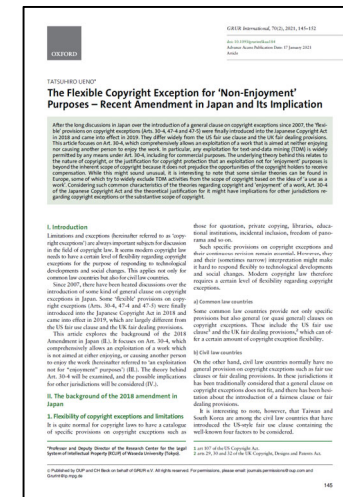 GRUR International, 70(2), 2021, 145–152
Advance Access Publication Date: 17 January 2021
Article
OXFORD
TATSUHIRO UENO*
The Flexible Copyright Exception for ‘Non-Enjoyment’
Purposes – Recent Amendment in Japan and Its Implication
After the long discussions in Japan over the introduction of a general clause on copyright exceptions since 2007, the ‘flexi-
ble’ provisions on copyright exceptions (Arts. 30-4, 47-4 and 47-5) were finally introduced into the Japanese Copyright Act
in 2018 and came into effect in 2019. They differ widely from the US fair use clause and the UK fair dealing provisions.
This article focuses on Art. 30-4, which comprehensively allows an exploitation of a work that is aimed at neither enjoying
nor causing another person to enjoy the work. In particular, any exploitation for text-and-data mining (TDM) is widely
permitted by any means under Art. 30-4, including for commercial purposes. The underlying theory behind this relates to
the nature of copyright, or the justification for copyright protection that an exploitation not for ‘enjoyment’ purposes is
beyond the inherent scope of copyright because it does not prejudice the opportunities of the copyright holders to receive
compensation. While this might sound unusual, it is interesting to note that some similar theories can be found in
Europe, some of which try to widely exclude TDM activities from the scope of copyright based on the idea of ‘a use as a
work’. Considering such common characteristics of the theories regarding copyright and ‘enjoyment’ of a work, Art. 30-4
of the Japanese Copyright Act and the theoretical justification for it might have implications for other jurisdictions re-
garding copyright exceptions or the substantive scope of copyright.
I. Introduction
Limitations and exceptions (hereinafter referred to as ‘copy-
right exceptions’) are always important subjects for discussion
in the field of copyright. It seems modern copyright law
needs to have a certain level of flexibility regarding copyright
exceptions for the purpose of responding to technological
developments and social changes. This applies not only for
common law countries but also for civil law countries.
Since 2007, there have been heated discussions over the
introduction of some kind of general clause on copyright
exceptions in Japan. Some ‘flexible’ provisions on copy-
right exceptions (Arts. 30-4, 47-4 and 47-5) were finally
introduced into the Japanese Copyright Act in 2018 and
came into effect in 2019, which are largely different from
the US fair use clause and the UK fair dealing provisions.
This article explores the background of the 2018
Amendment in Japan (II.). It focuses on Art. 30-4, which
comprehensively allows exploitation of a work which
is not aimed at either enjoying, or causing another person
to enjoy the work (hereinafter referred to as ‘an exploitation
not for “enjoyment” purposes’) (III.). The theory behind
Art. 30-4 will be examined, and the possible implications
for other jurisdictions will be considered (IV.).
II. The background of the 2018 amendment in
Japan
1. Flexibility of copyright exceptions and limitations
It is quite normal for copyright laws to have a catalogue
of specific provisions on copyright exceptions such as
those for quotation, private copying, libraries, educa-
tional institutions, incidental inclusion, freedom of pano-
rama and so on.
Such specific provisions on copyright exceptions and
their continuous revision remain essential. However, they
and their (sometimes narrow) interpretation might make
it hard to respond flexibly to technological developments
and social changes. Modern copyright law therefore
requires a certain level of flexibility regarding copyright
exceptions.
a) Common law countries
Some common law countries provide not only specific
provisions but also general (or quasi general) clauses on
copyright exceptions. These include the US fair use
clause¹ and the UK fair dealing provisions,² which can of-
fer a certain amount of copyright exception flexibility.
b) Civil law countries
On the other hand, civil law countries normally have no
general provision on copyright exceptions such as fair use
clauses or fair dealing provisions. In these jurisdictions it
has been traditionally considered that a general clause on
copyright exceptions does not fit, and there has been hesi-
tation about the introduction of a fairness clause or fair
dealing provisions.
It is interesting to note, however, that Taiwan and
South Korea are among the civil law countries that have
introduced the US-style fair use clause containing the
well-known four factors to be considered.
*Professor and Deputy Director of the Research Center for the Legal
System of Intellectual Property (RCLIP) of Waseda University (Tokyo).
1 art 107 of the US Copyright Act.
2 arts 29, 30 and 32 of the UK Copyright, Designs and Patents Act.
145